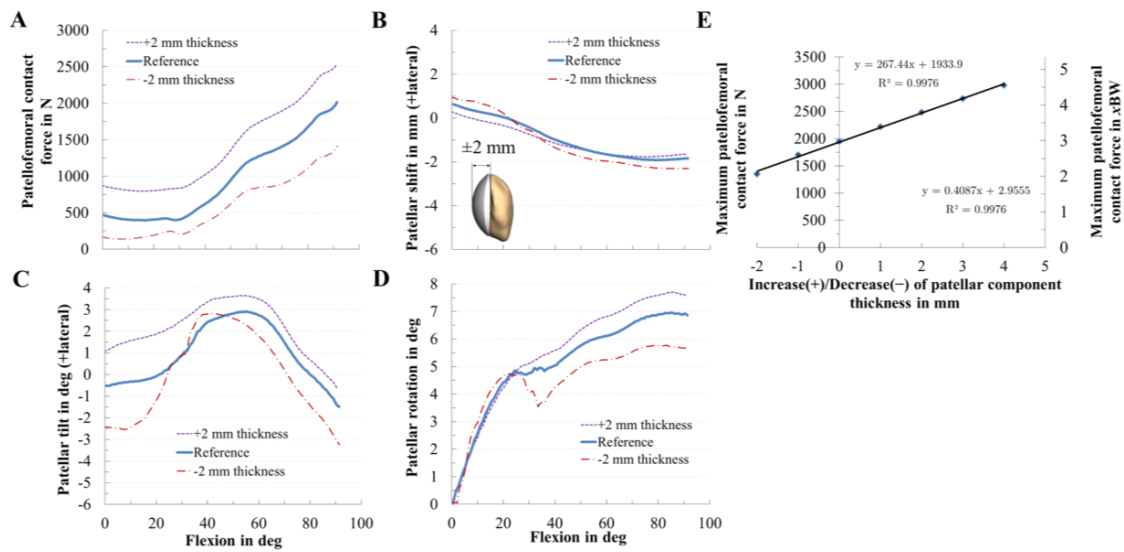 A
Patellofemoral contact
force in N
3000
2500
2000
1500
1000
500
0
+2 mm thickness
Reference
-2 mm thickness
B
Patellar shift in mm (+lateral)
4
2
0
-2
-4
-6
+2 mm thickness
Reference
-2 mm thickness
±2 mm
E
Maximum patellofemoral
contact force in N
3500
3000
2500
2000
1500
1000
500
0
y = 267.44x + 1933.9
R² = 0.9976
y = 0.4087x + 2.9555
R² = 0.9976
5
4
3
2
1
0
Maximum patellofemoral
contact force in xBW
-2 -1 0 1 2 3 4 5
Increase(+)/Decrease(−) of patellar component
thickness in mm
C
Patellar tilt in deg (+lateral)
4
3
2
1
0
-1
-2
-3
-4
-5
-6
+2 mm thickness
Reference
-2 mm thickness
0 20 40 60 80 100
Flexion in deg
D
Patellar rotation in deg
8
7
6
5
4
3
2
1
0
+2 mm thickness
Reference
-2 mm thickness
0 20 40 60 80 100
Flexion in deg